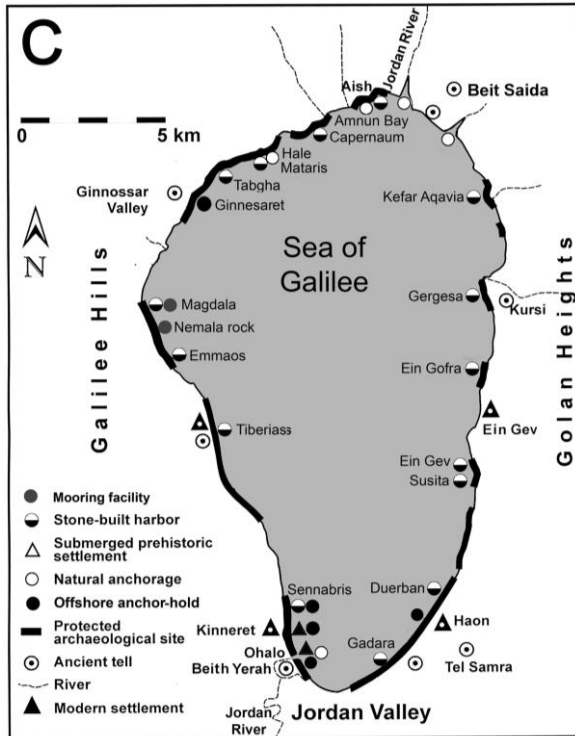 C
0
5 km
N
Aish
Jordan River
Beit Saida
Amnun Bay
Capernaum
Hale
Mataris
Tabgha
Ginnossar
Valley
Ginnesaret
Kefar Aqavia
Sea of
Galilee
Galilee Hills
Golan Heights
Magdala
Nemala rock
Emmaos
Gergesa
Kursi
Ein Gofra
Ein Gev
Tiberiass
Ein Gev
Susita
Mooring facility
Stone-built harbor
Submerged prehistoric
settlement
Natural anchorage
Offshore anchor-hold
Protected
archaeological site
Ancient tell
River
Modern settlement
Sennabris
Kinneret
Ohalo
Beith Yerah
Duerban
Haon
Gadara
Tel Samra
Jordan
River
Jordan Valley